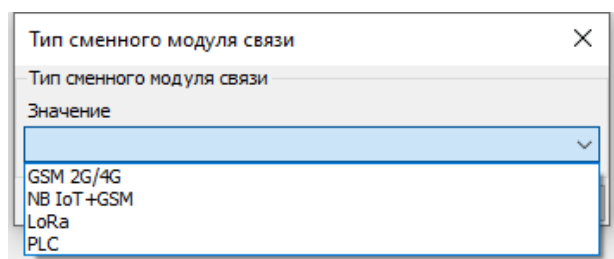 Тип сменного модуля связи
Тип сменного модуля связи
Значение
GSM 2G/4G
NB IoT+GSM
LoRa
PLC